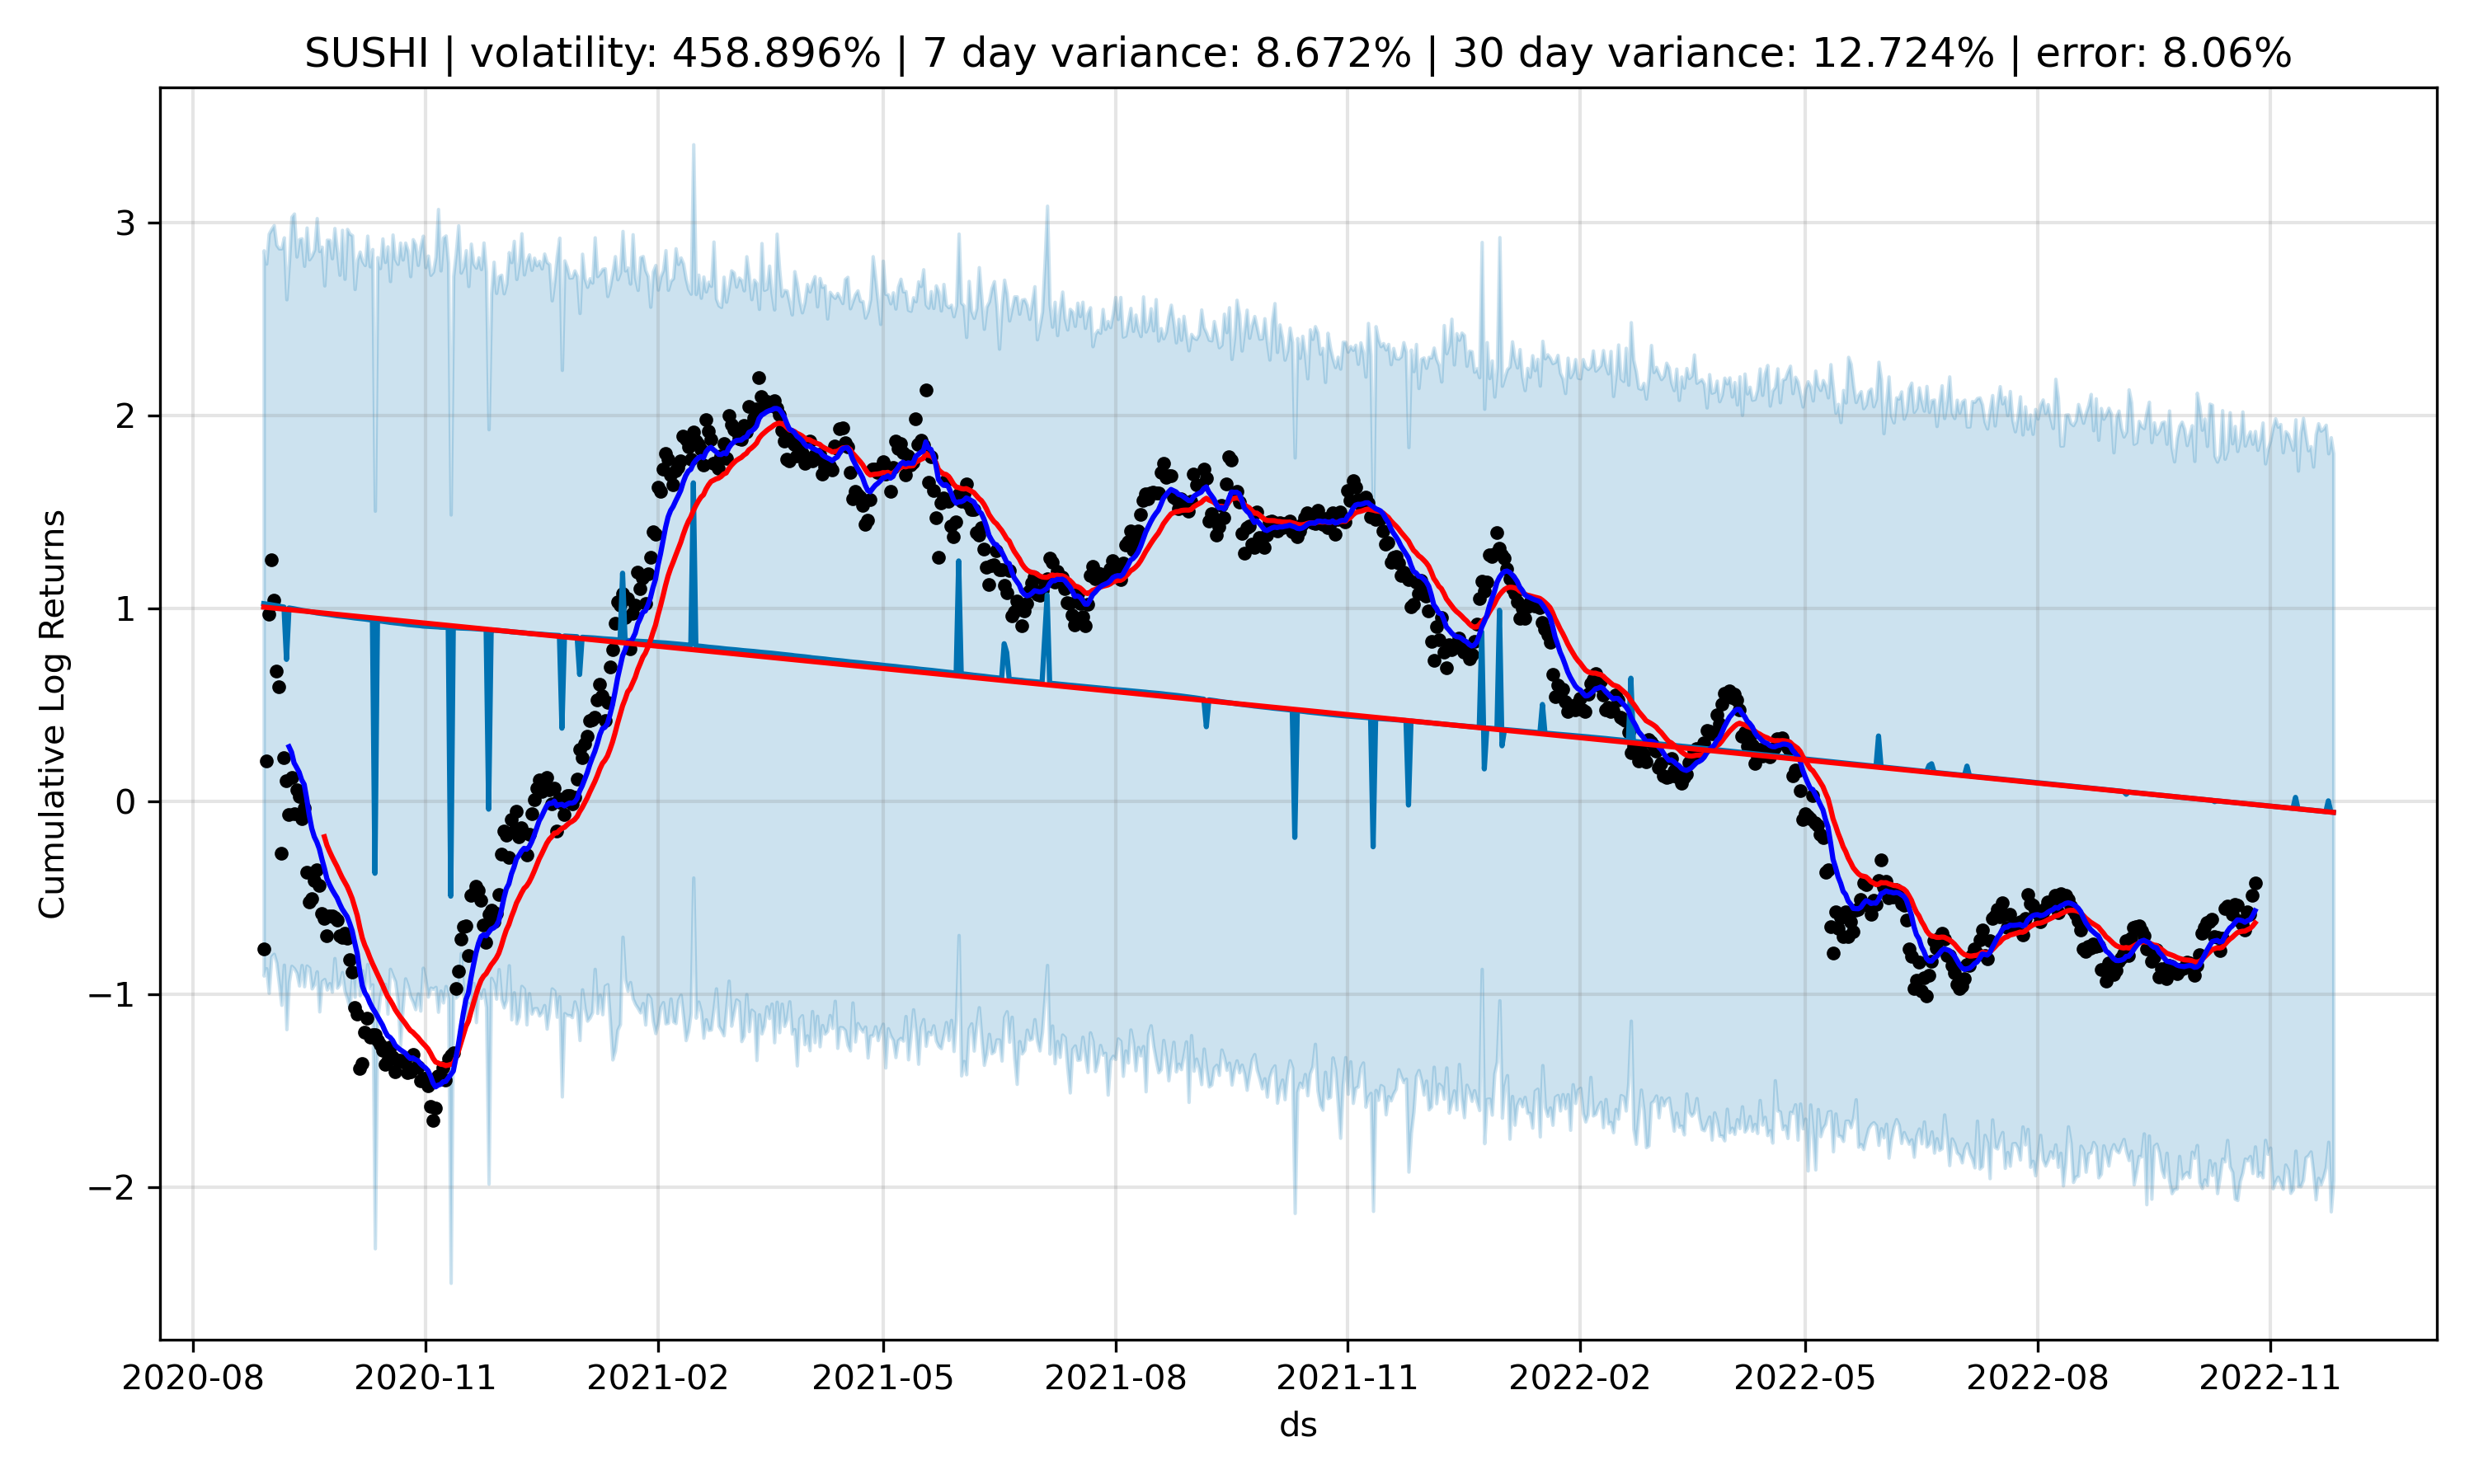 SUSHI | volatility: 458.896% | 7 day variance: 8.672% | 30 day variance: 12.724% | error: 8.06%
Cumulative Log Returns
3
2
1
0
−1
−2
2020-08 2020-11 2021-02 2021-05 2021-08 2021-11 2022-02 2022-05 2022-08 2022-11
ds